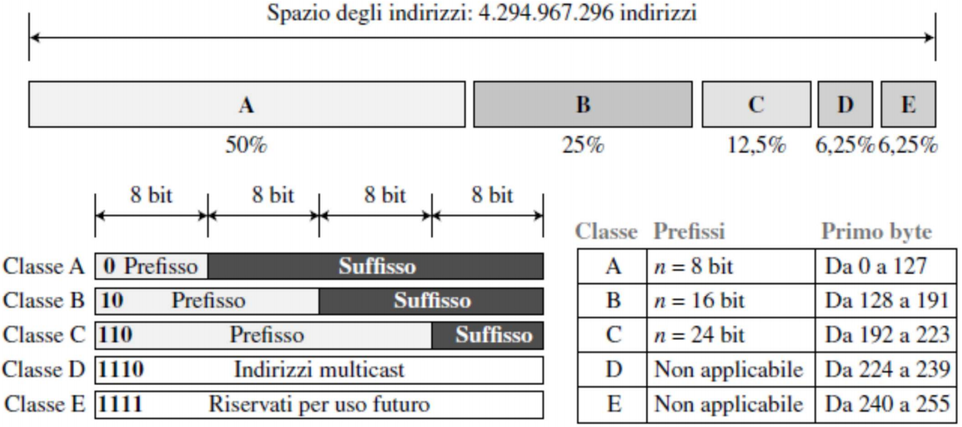 Spazio degli indirizzi: 4.294.967.296 indirizzi
A B C D E
50% 25% 12,5% 6,25% 6,25%
8 bit 8 bit 8 bit 8 bit
Classe A 0 Prefisso Suffisso
Classe B 10 Prefisso Suffisso
Classe C 110 Prefisso Suffisso
Classe D 1110 Indirizzi multicast
Classe E 1111 Riservati per uso futuro
Classe Prefissi Primo byte
A n = 8 bit Da 0 a 127
B n = 16 bit Da 128 a 191
C n = 24 bit Da 192 a 223
D Non applicabile Da 224 a 239
E Non applicabile Da 240 a 255